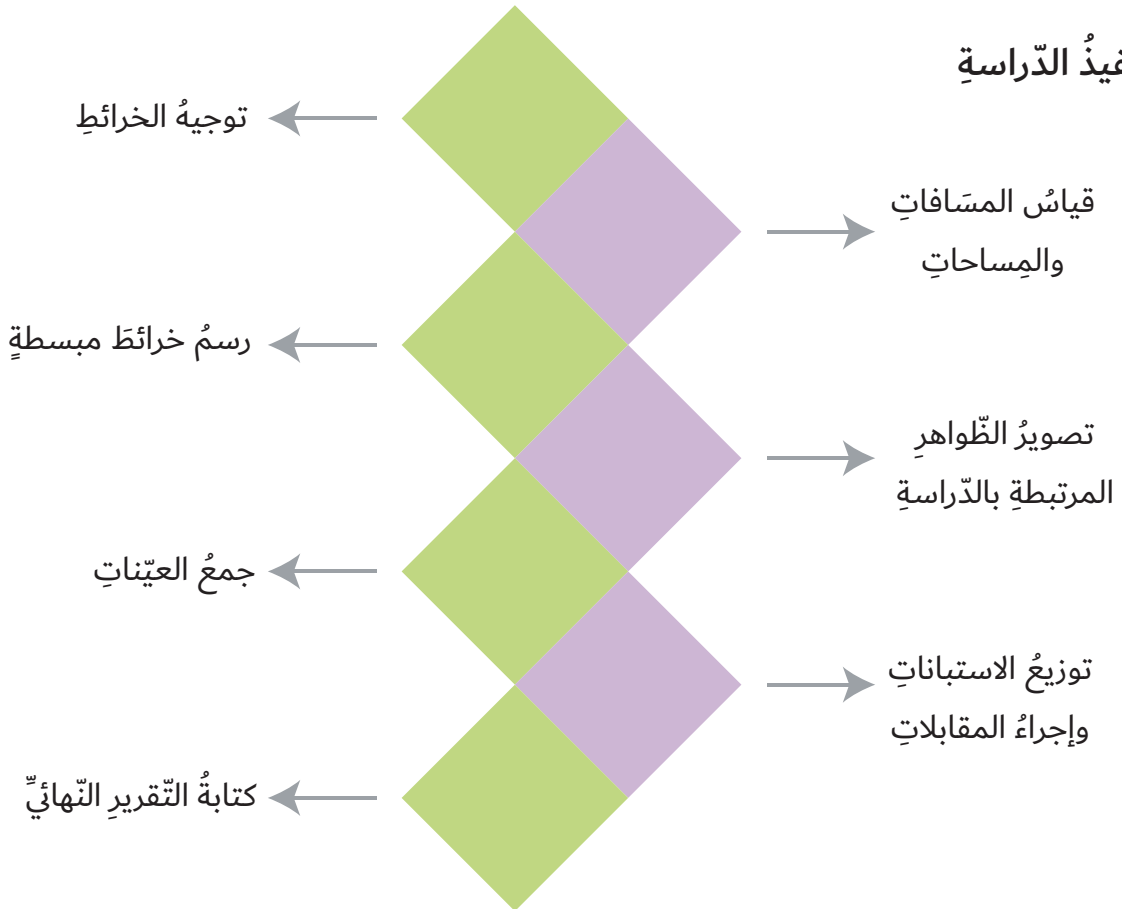 الدّراسةِ
توجيهُ الخرائطِ
قياسُ المسَافاتِ
والمِساحاتِ
رسمُ خرائطَ مبسطةٍ
تصويرُ الظّواهرِ
المرتبطةِ بالدّراسةِ
جمعُ العيّناتِ
توزيعُ الاستباناتِ
وإجراءُ المقابلاتِ
كتابةُ التّقريرِ النّهائيِّ